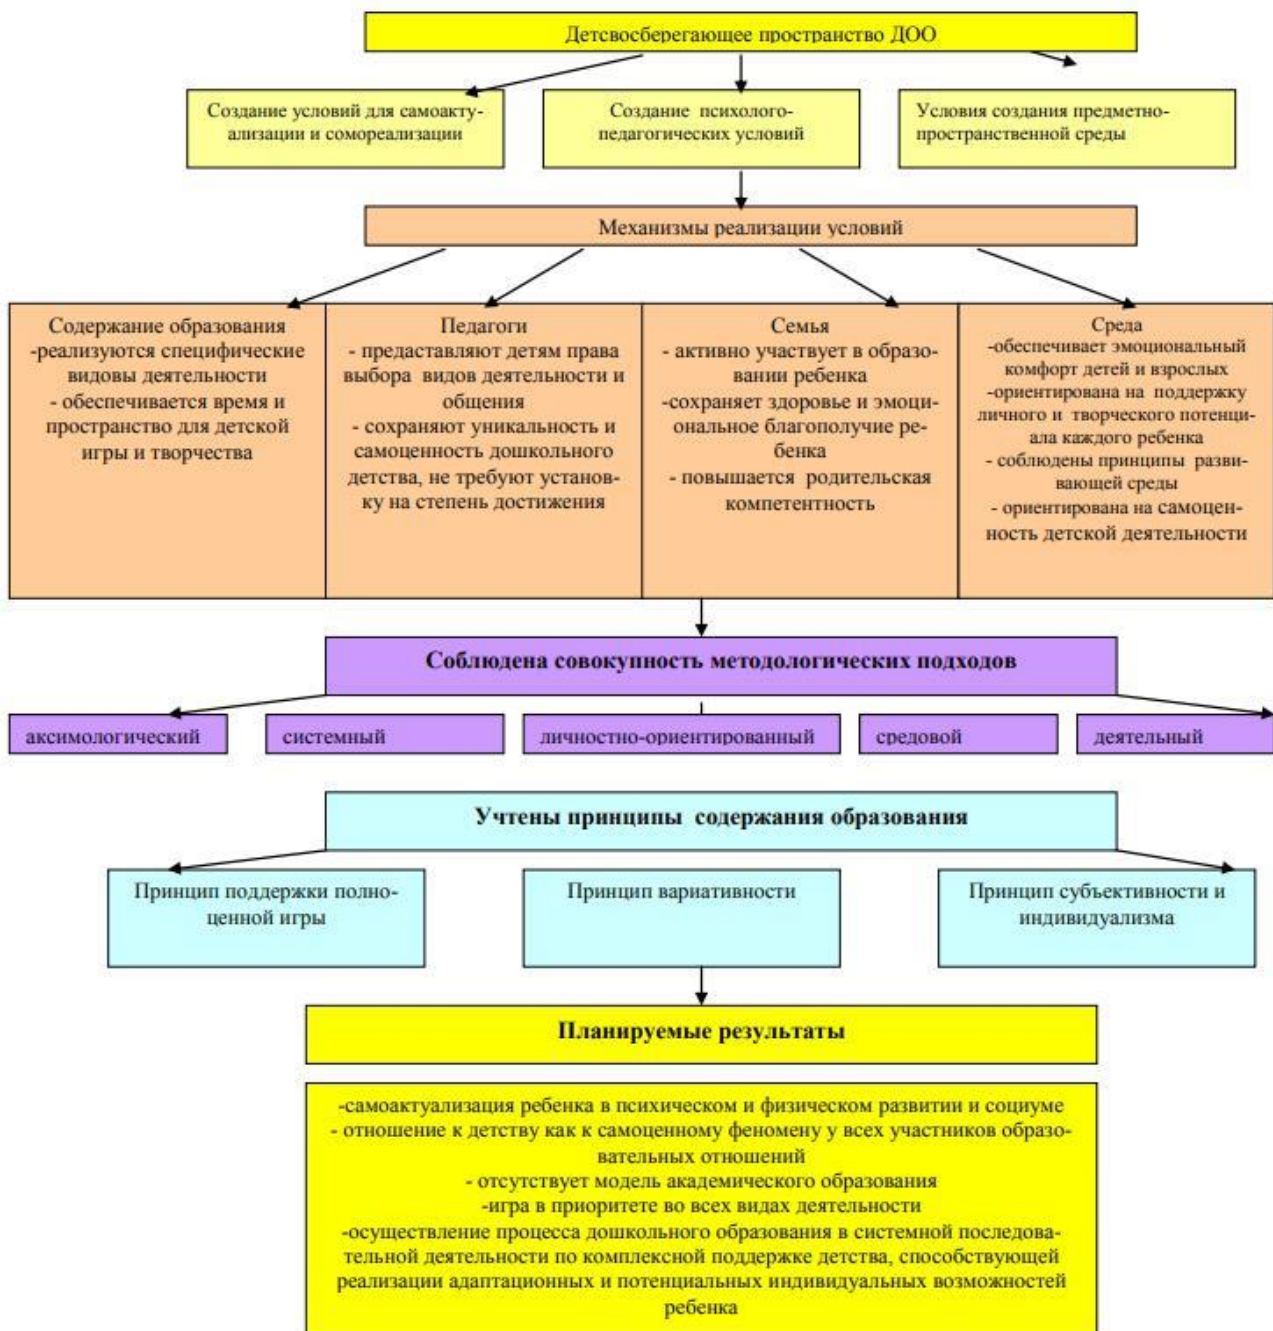 Детсвосберегающее пространство ДОО
Создание условий для самоакту-
ализации и сомореализации
Создание психолого-
педагогических условий
Условия создания предметно-
пространственной среды
Механизмы реализации условий
Содержание образования
-реализуются специфические
видовы деятельности
- обеспечивается время и
пространство для детской
игры и творчества
Педагоги
- предаставляют детям права
выбора видов деятельности и
общения
- сохраняют уникальность и
самоценность дошкольного
детства, не требуют установ-
ку на степень достижения
Семья
- активно участвует в образо-
вании ребенка
-сохраняет здоровье и эмоци-
ональное благополучие ре-
бенка
- повышается родительская
компетентность
Среда
-обеспечивает эмоциональный
комфорт детей и взрослых
-ориентирована на поддержку
личного и творческого потенци-
ала каждого ребенка
- соблюдены принципы разви-
вающей среды
- ориентирована на самоцен-
ность детской деятельности
Соблюдена совокупность методологических подходов
аксимологический
системный
личностно-ориентированный
средовой
деятельный
Учтены принципы содержания образования
Принцип поддержки полно-
ценной игры
Принцип вариативности
Принцип субъективности и
индивидуализма
Планируемые результаты
-самоактуализация ребенка в психическом и физическом развитии и социуме
- отношение к детству как к самоценному феномену у всех участников образо-
вательных отношений
- отсутствует модель академического образования
-игра в приоритете во всех видах деятельности
-осуществление процесса дошкольного образования в системной последова-
тельной деятельности по комплексной поддержке детства, способствующей
реализации адаптационных и потенциальных индивидуальных возможностей
ребенка